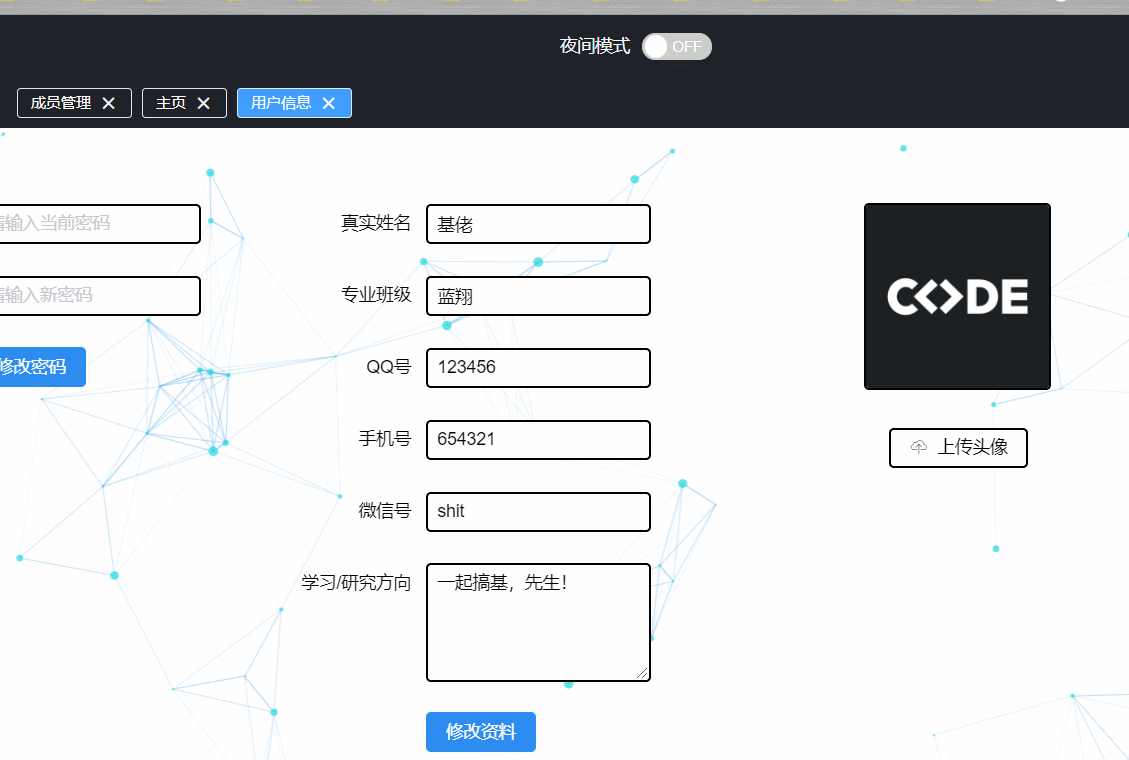 夜间模式 OFF
成员管理 主页 用户信息
输入当前密码
输入新密码
修改密码
真实姓名 基佬
专业班级 蓝翔
QQ号 123456
手机号 654321
微信号 shit
学习/研究方向 一起搞基，先生！
修改资料
CODE
上传头像